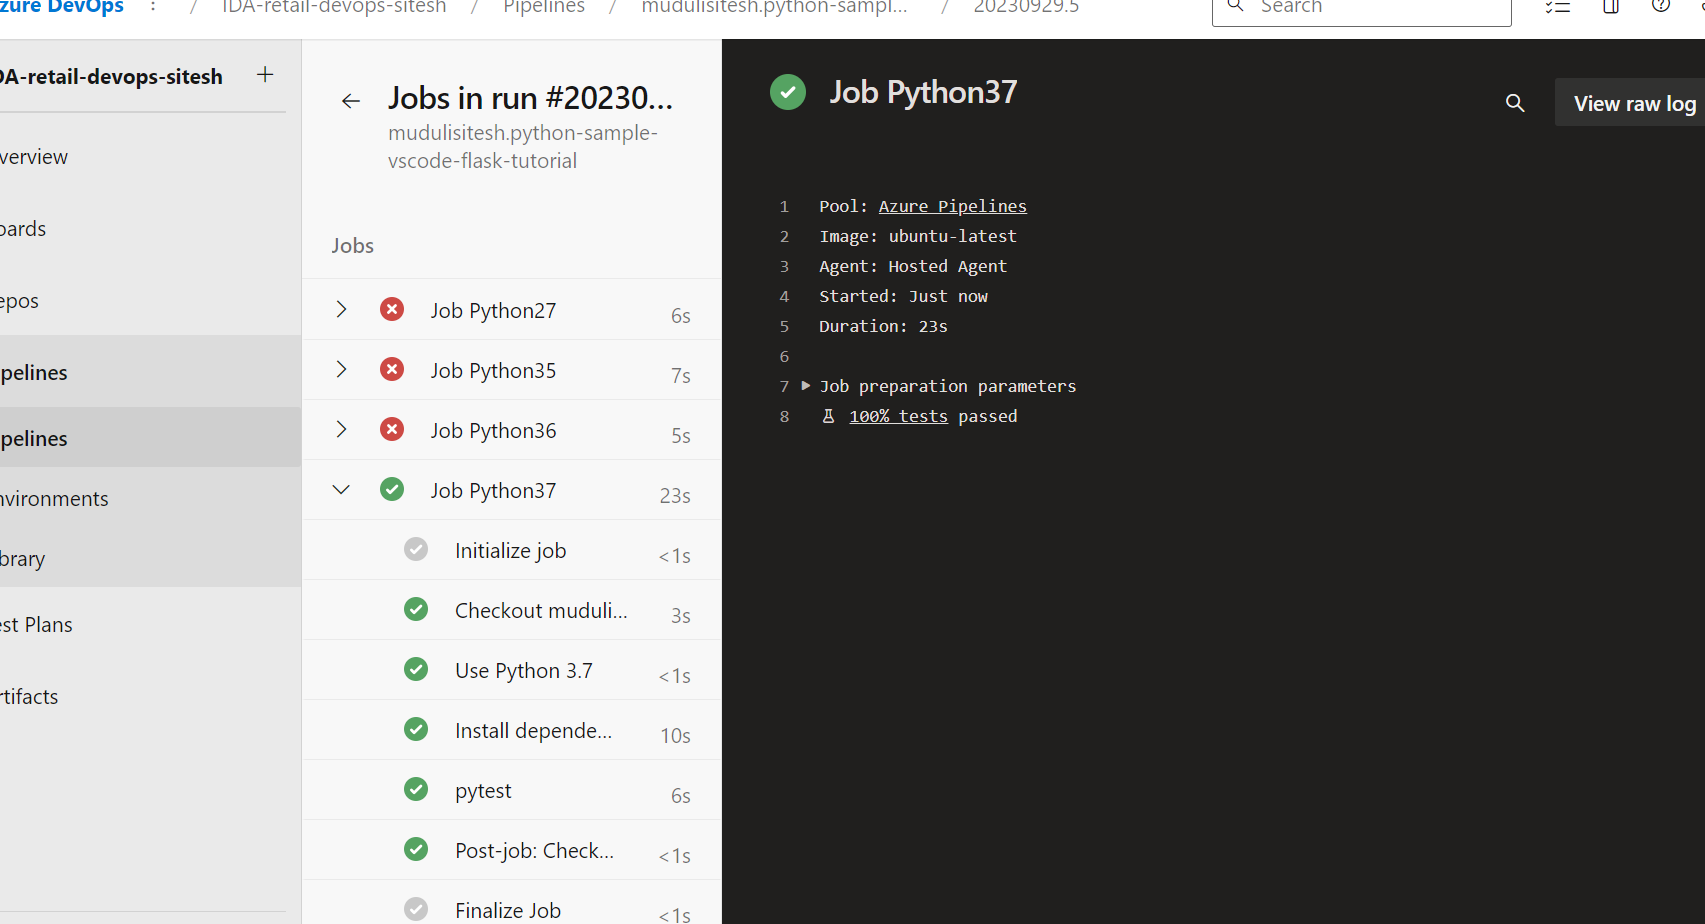 zure DevOps / IDA-retail-devops-sitesh / Pipelines / mudulisitesh.python-sampl... / 20230929.5
Search
DA-retail-devops-sitesh +
verview
oards
epos
pelines
pelines
nvironments
brary
est Plans
rtifacts
Jobs in run #20230...
mudulisitesh.python-sample-
vscode-flask-tutorial
Jobs
Job Python27 6s
Job Python35 7s
Job Python36 5s
Job Python37 23s
Initialize job <1s
Checkout muduli... 3s
Use Python 3.7 <1s
Install depende... 10s
pytest 6s
Post-job: Check... <1s
Finalize Job <1s
Job Python37
View raw log
1 Pool: Azure Pipelines
2 Image: ubuntu-latest
3 Agent: Hosted Agent
4 Started: Just now
5 Duration: 23s
6
7 Job preparation parameters
8 100% tests passed